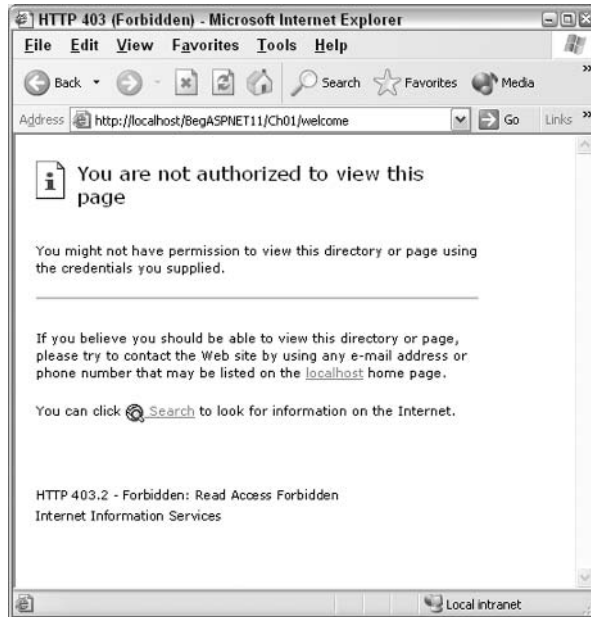 HTTP 403 (Forbidden) - Microsoft Internet Explorer
File Edit View Favorites Tools Help
Back Search Favorites Media »
Address http://localhost/BegASPNET11/Ch01/welcome Go Links »
You are not authorized to view this
page
You might not have permission to view this directory or page using
the credentials you supplied.
If you believe you should be able to view this directory or page,
please try to contact the Web site by using any e-mail address or
phone number that may be listed on the localhost home page.
You can click Search to look for information on the Internet.
HTTP 403.2 - Forbidden: Read Access Forbidden
Internet Information Services
Local intranet